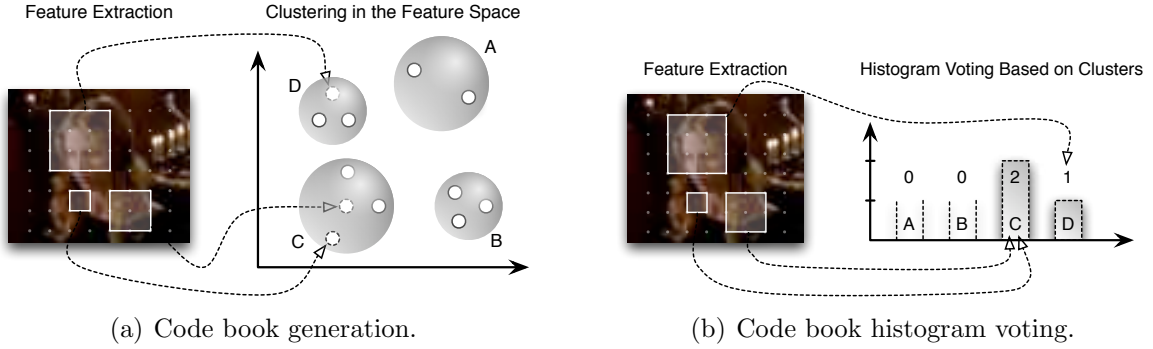 Feature Extraction
Clustering in the Feature Space
A
D
C
B
(a) Code book generation.
Feature Extraction
Histogram Voting Based on Clusters
0 0 2 1
A B C D
(b) Code book histogram voting.